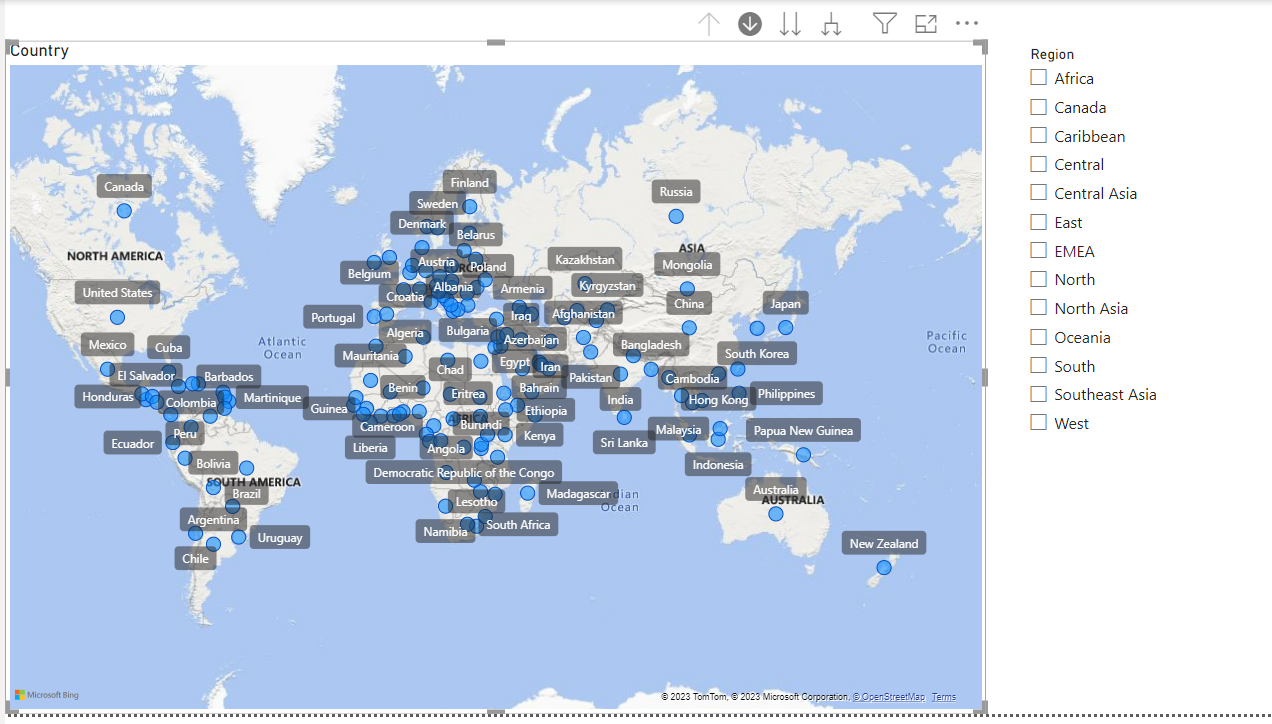 Country
Region
Africa
Canada
Caribbean
Central
Central Asia
East
EMEA
North
North Asia
Oceania
South
Southeast Asia
West
Finland
Canada
Russia
Sweden
Denmark
Belarus
ASIA
NORTH AMERICA
Kazakhstan
Austria
Mongolia
Poland
Belgium
Kyrgyzstan
Albania
Armenia
United States
Croatia
China
Japan
Afghanistan
Iraq
Portugal
Bulgaria
Algeria
Azerbaijan
Atlantic
Ocean
Pacific
Ocean
Mexico
Cuba
Bangladesh
South Korea
Mauritania
Egypt
Iran
Chad
El Salvador
Barbados
Pakistan
Cambodia
Benin
Bahrain
Eritrea
Philippines
Honduras
Martinique
India
Hong Kong
Colombia
Guinea
Ethiopia
AFRICA
Cameroon
Burundi
Malaysia
Papua New Guinea
Peru
Kenya
Ecuador
Sri Lanka
Liberia
Angola
Bolivia
Indonesia
Democratic Republic of the Congo
SOUTH AMERICA
Australia
Brazil
Madagascar
Ocean
AUSTRALIA
Lesotho
Argentina
South Africa
Namibia
Uruguay
New Zealand
Chile
Microsoft Bing
© 2023 TomTom, © 2023 Microsoft Corporation, © OpenStreetMap Terms